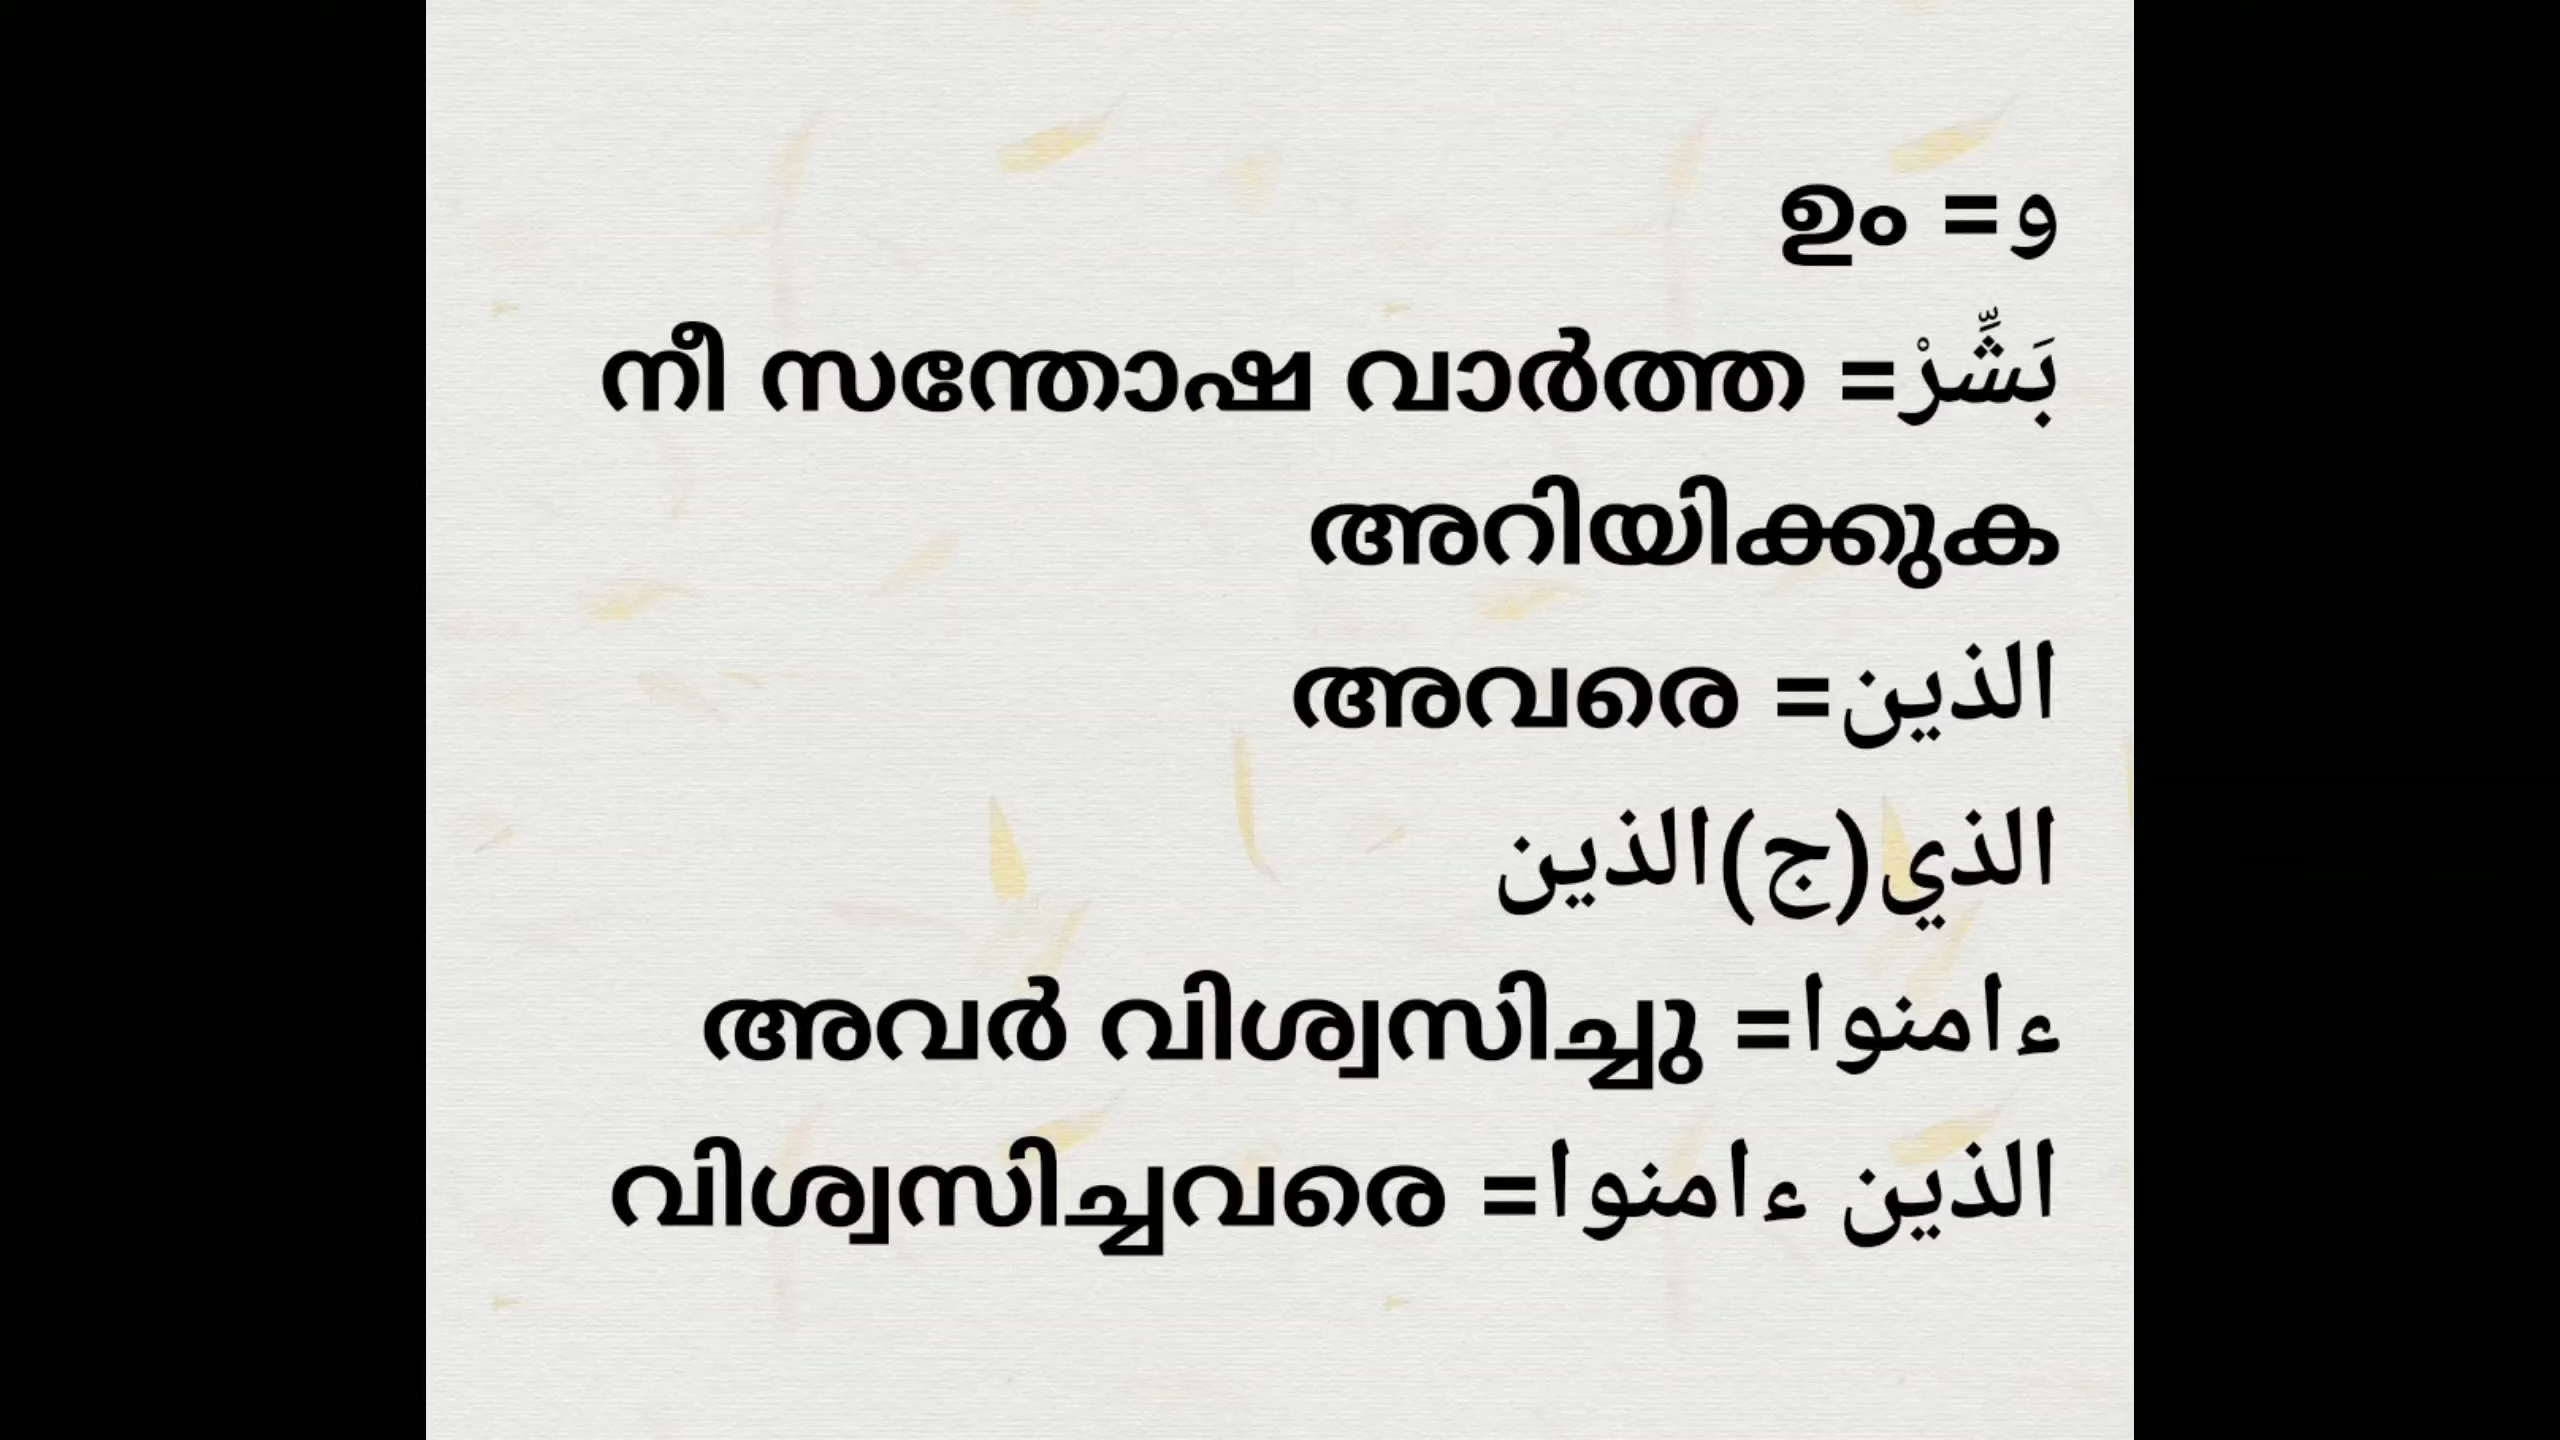 و= ഉം
بَشِّرْ= നീ സന്തോഷ വാർത്ത
അറിയിക്കുക
الذين= അവരെ
الذي(ج)الذين
ءامنوا= അവർ വിശ്വസിച്ചു
الذين ءامنوا= വിശ്വസിച്ചവരെ